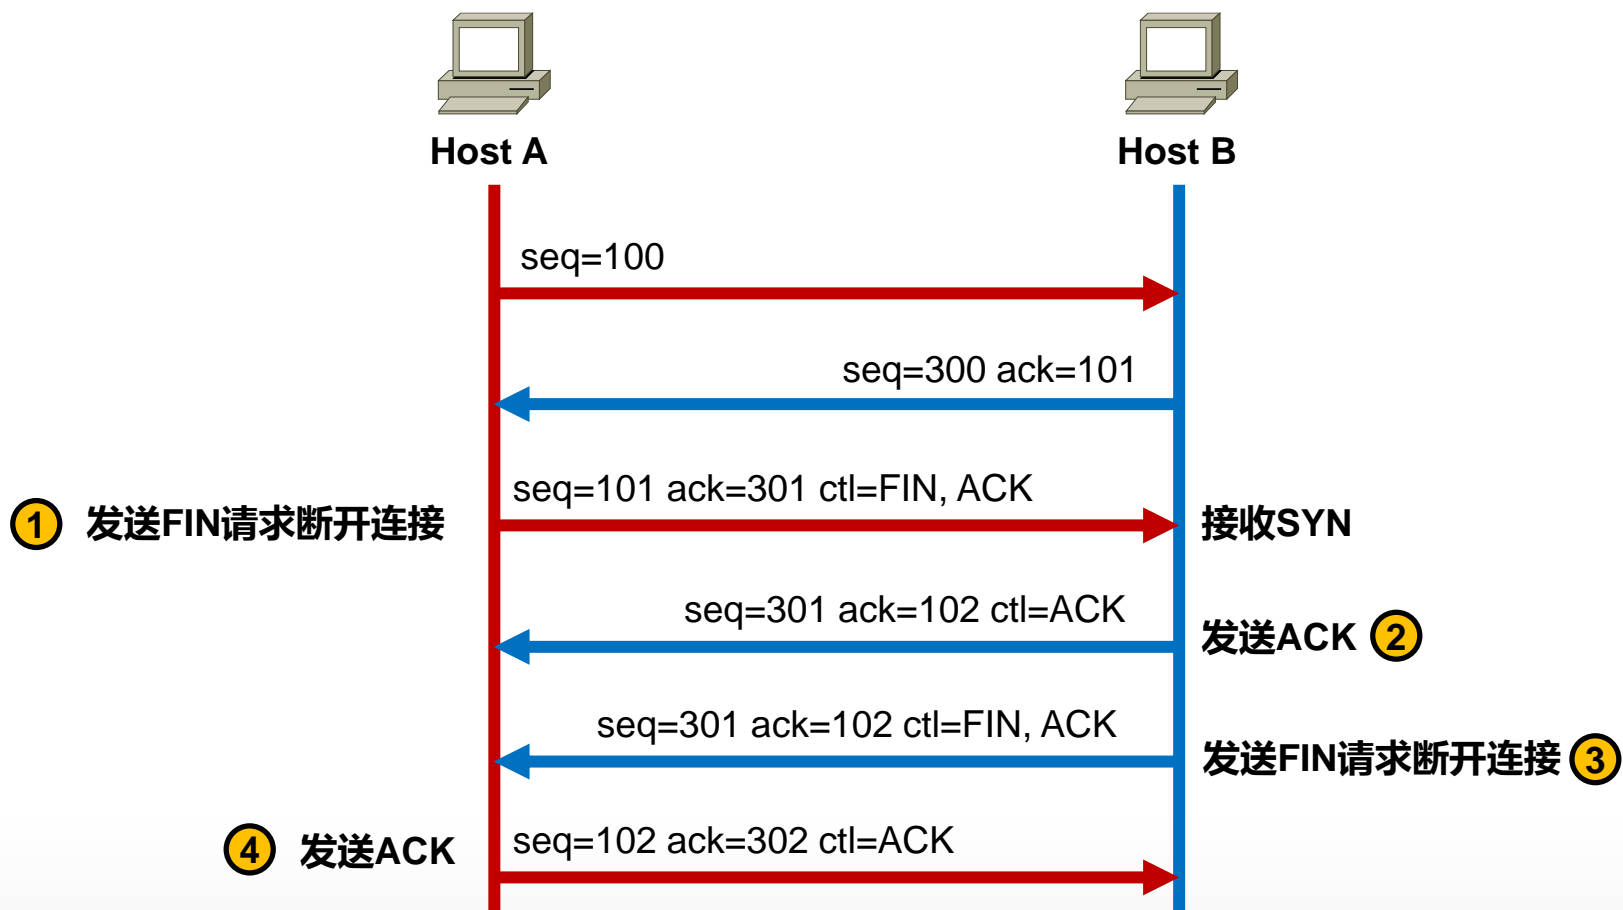 Host A
Host B
seq=100
seq=300 ack=101
seq=101 ack=301 ctl=FIN, ACK
1 发送FIN请求断开连接
接收SYN
seq=301 ack=102 ctl=ACK
发送ACK 2
seq=301 ack=102 ctl=FIN, ACK
发送FIN请求断开连接 3
seq=102 ack=302 ctl=ACK
4 发送ACK